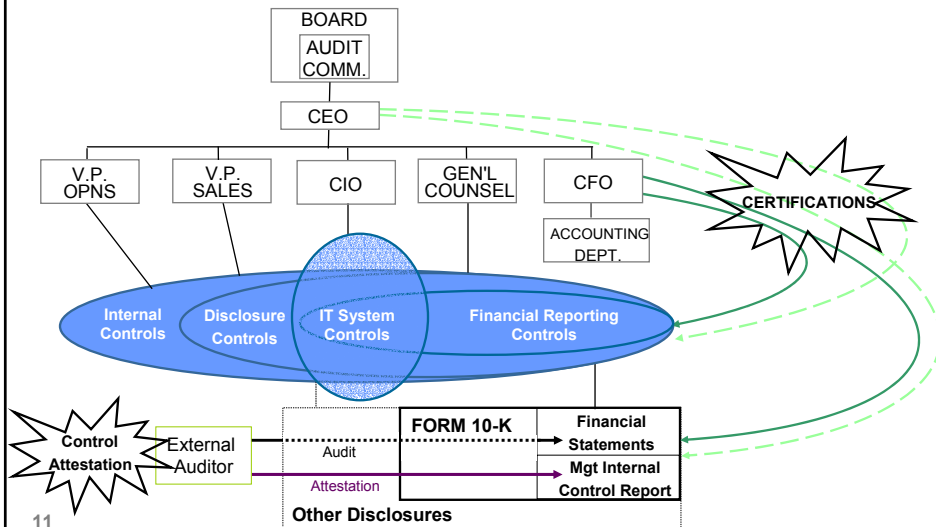 BOARD
AUDIT
COMM.
CEO
V.P.
OPNS
V.P.
SALES
CIO
GEN'L
COUNSEL
CFO
CERTIFICATIONS
ACCOUNTING
DEPT.
Internal
Controls
Disclosure
Controls
IT System
Controls
Financial Reporting
Controls
Control
Attestation
External
Auditor
Audit
Attestation
FORM 10-K
Financial
Statements
Mgt Internal
Control Report
Other Disclosures
11